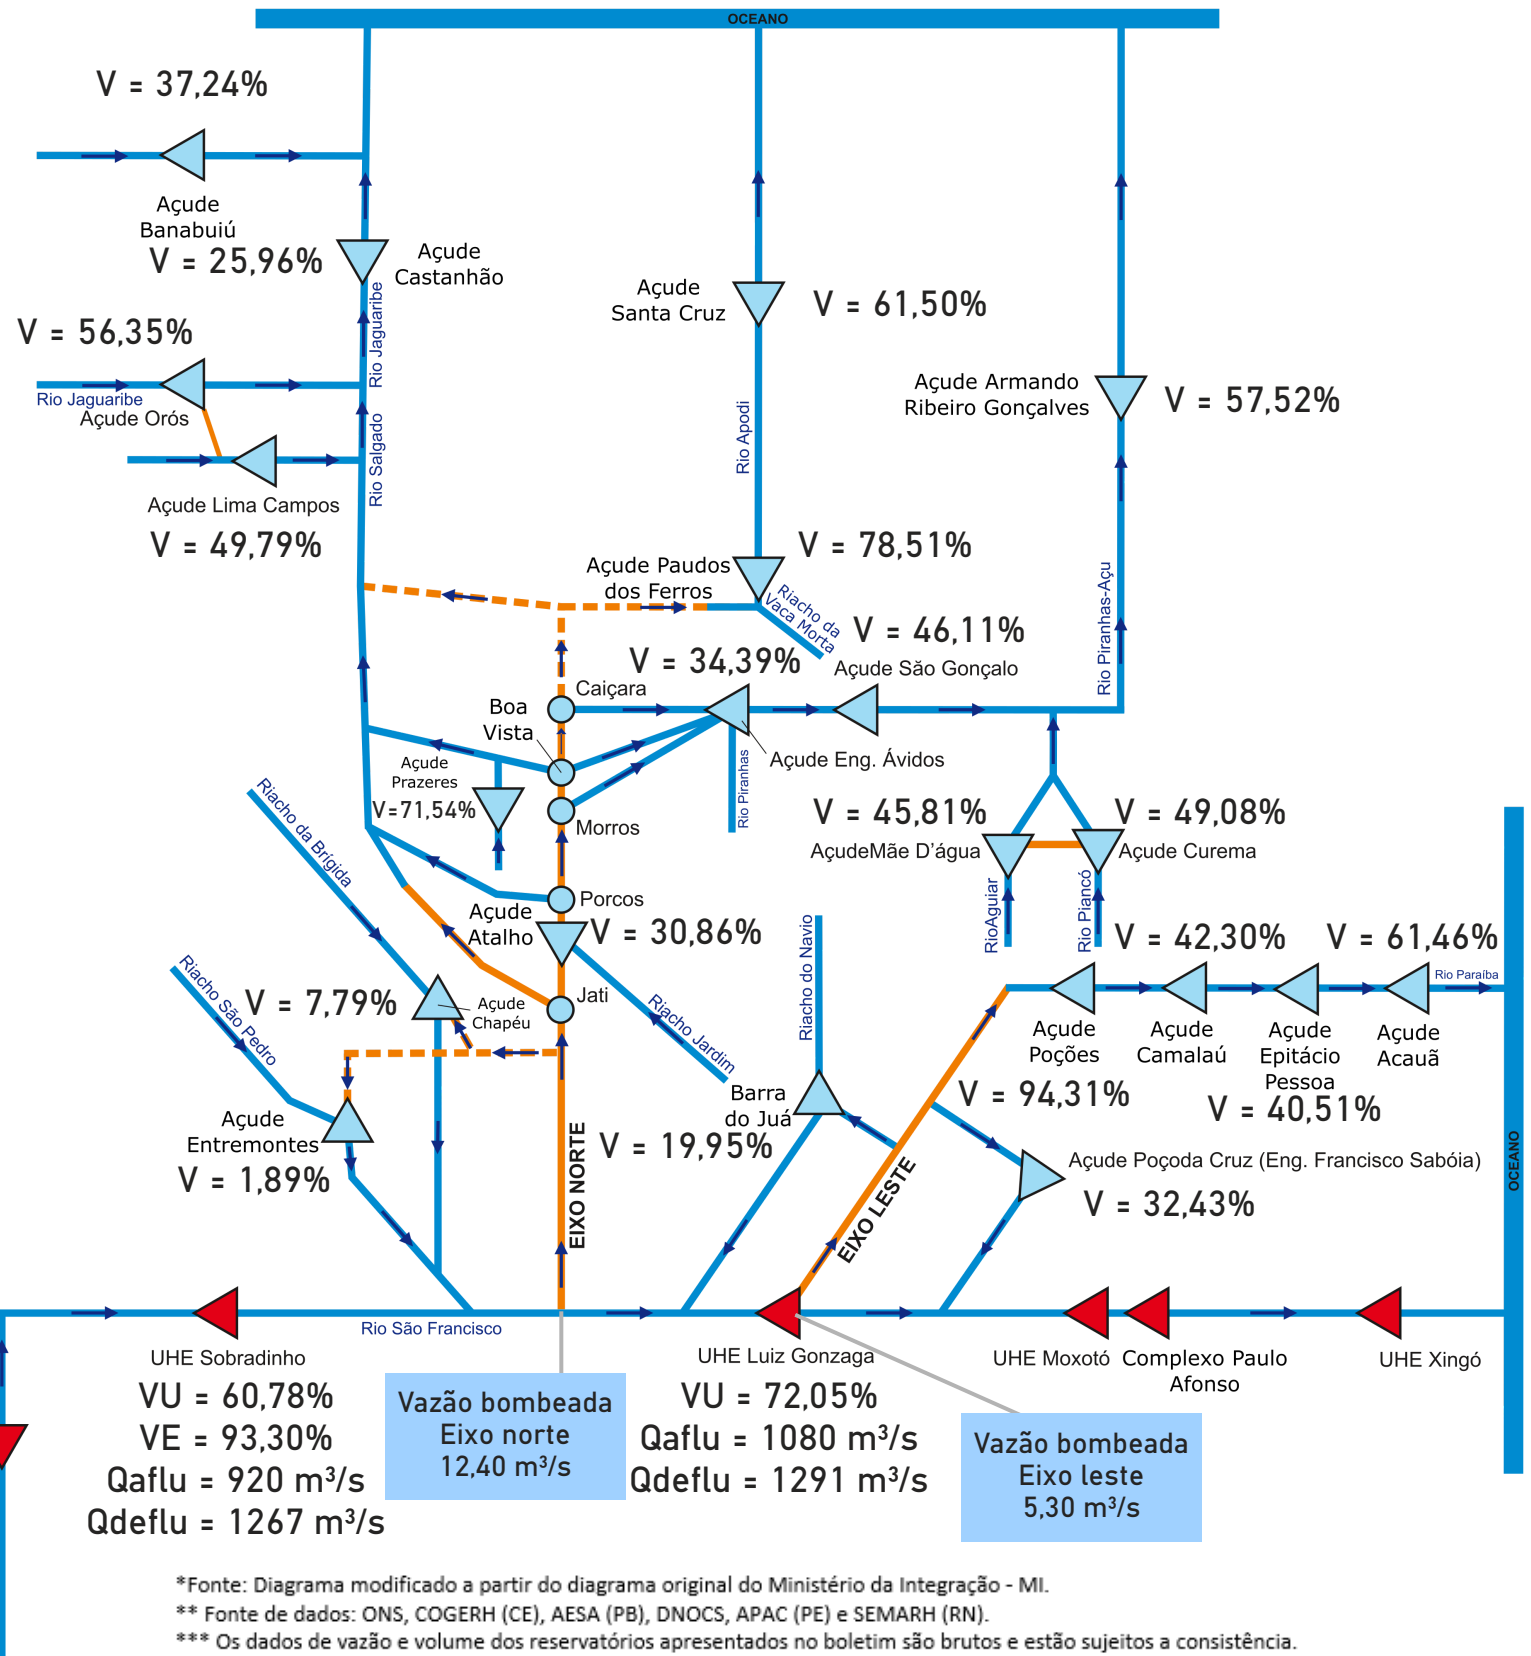 OCEANO
V = 37,24%
Açude
Banabuiú
V = 25,96%
Açude
Castanhão
Rio Jaguaribe
V = 56,35%
Rio Jaguaribe
Açude Orós
Rio Salgado
Açude Lima Campos
V = 49,79%
Açude
Santa Cruz
V = 61,50%
Rio Apodi
Açude Armando
Ribeiro Gonçalves
V = 57,52%
Açude Paudos
dos Ferros
V = 78,51%
Riacho da
Vaca Morta
Rio Piranhas-Açu
V = 46,11%
Açude São Gonçalo
V = 34,39%
Caiçara
Boa
Vista
Açude Eng. Ávidos
Rio Piranhas
Açude
Prazeres
V=71,54%
Morros
Riacho da Brígida
V = 45,81%
AçudeMãe D'água
V = 49,08%
Açude Curema
RioAguiar
Rio Piancó
Porcos
Açude
Atalho
V = 30,86%
Riacho do Navio
V = 42,30%
V = 61,46%
Rio Paraíba
Riacho São Pedro
V = 7,79%
Açude
Chapéu
Jati
Riacho Jardim
Açude
Poções
Açude
Camalaú
Açude
Epitácio
Pessoa
Açude
Acauã
V = 94,31%
V = 40,51%
Barra
do Juá
V = 19,95%
Açude
Entremontes
V = 1,89%
EIXO NORTE
EIXO LESTE
Açude Poçoda Cruz (Eng. Francisco Sabóia)
V = 32,43%
OCEANO
Rio São Francisco
UHE Sobradinho
VU = 60,78%
VE = 93,30%
Qaflu = 920 m³/s
Qdeflu = 1267 m³/s
Vazão bombeada
Eixo norte
12,40 m³/s
UHE Luiz Gonzaga
VU = 72,05%
Qaflu = 1080 m³/s
Qdeflu = 1291 m³/s
Vazão bombeada
Eixo leste
5,30 m³/s
UHE Moxotó
Complexo Paulo
Afonso
UHE Xingó
*Fonte: Diagrama modificado a partir do diagrama original do Ministério da Integração - MI.
** Fonte de dados: ONS, COGERH (CE), AESA (PB), DNOCS, APAC (PE) e SEMARH (RN).
*** Os dados de vazão e volume dos reservatórios apresentados no boletim são brutos e estão sujeitos a consistência.